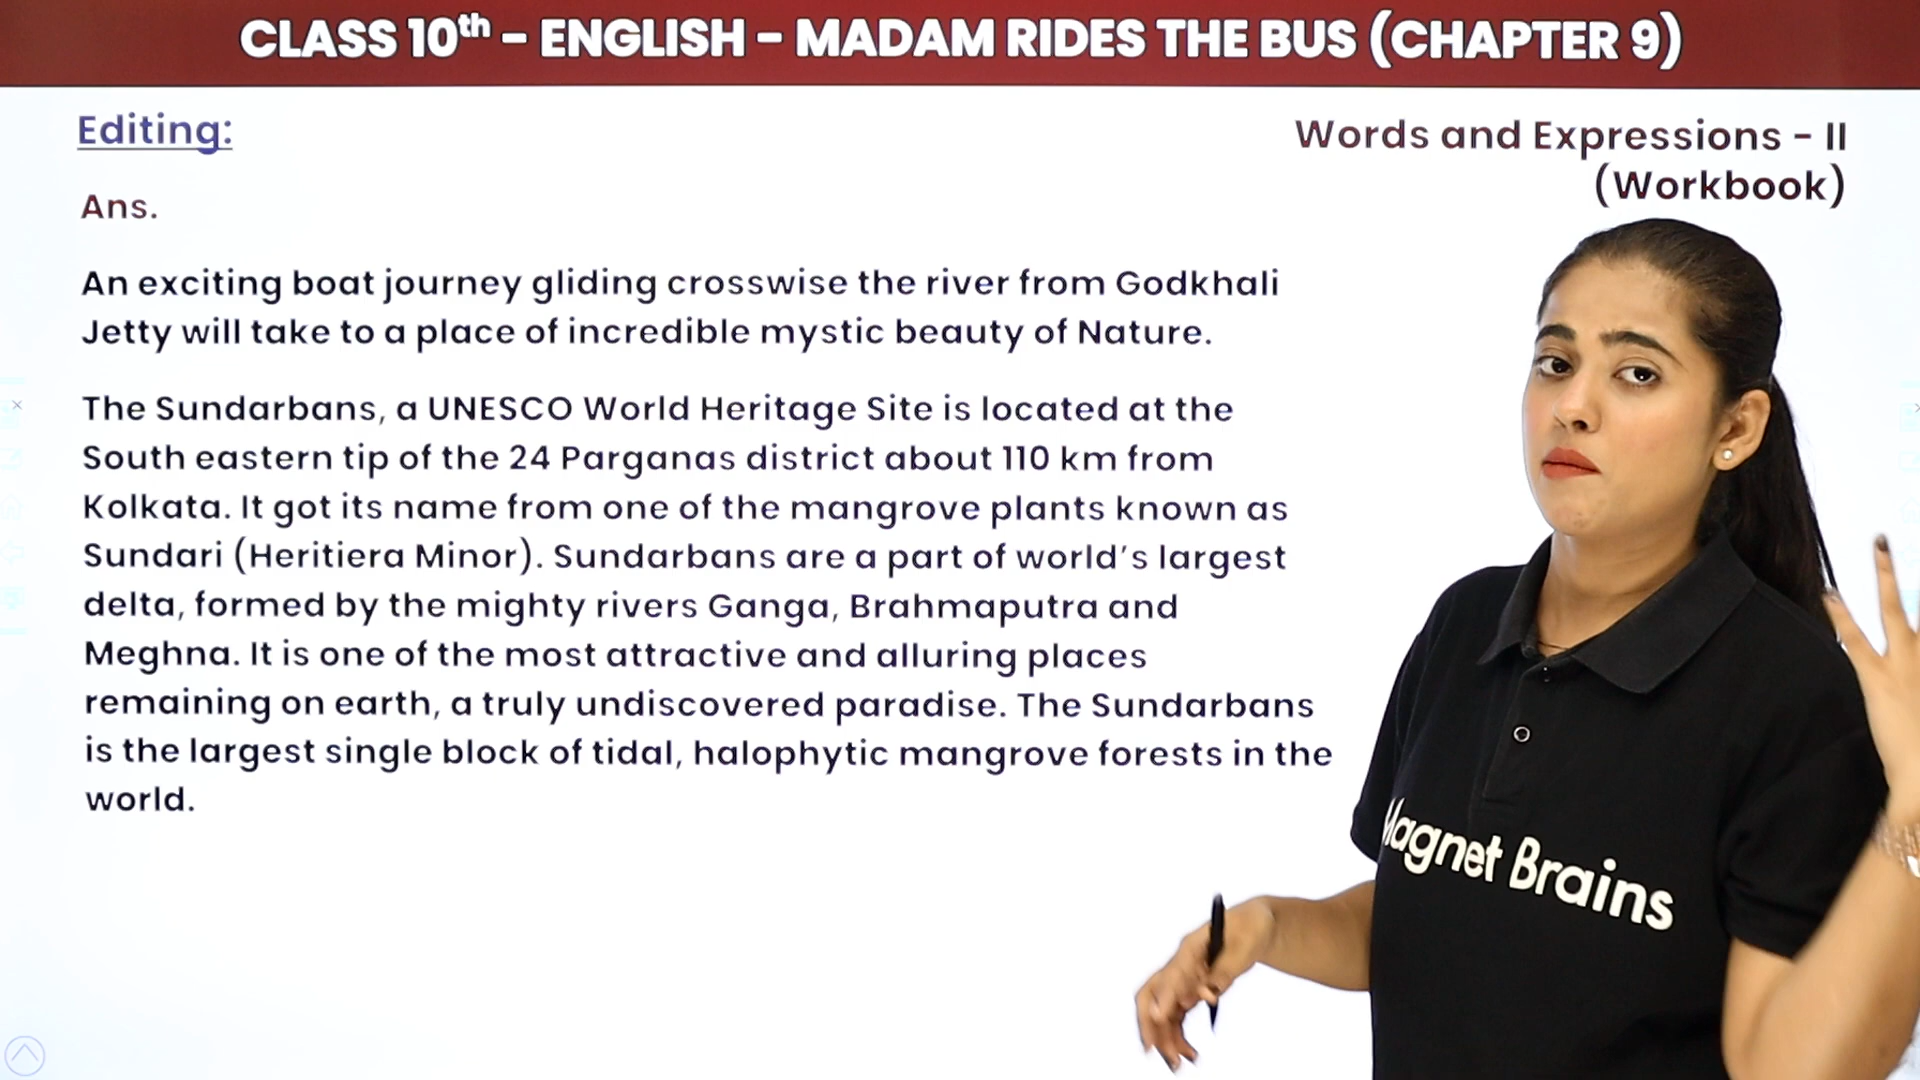 CLASS 10th - ENGLISH - MADAM RIDES THE BUS (CHAPTER 9)
Editing:
Words and Expressions - II
(Workbook)
Ans.
An exciting boat journey gliding crosswise the river from Godkhali
Jetty will take to a place of incredible mystic beauty of Nature.
The Sundarbans, a UNESCO World Heritage Site is located at the
South eastern tip of the 24 Parganas district about 110 km from
Kolkata. It got its name from one of the mangrove plants known as
Sundari (Heritiera Minor). Sundarbans are a part of world's largest
delta, formed by the mighty rivers Ganga, Brahmaputra and
Meghna. It is one of the most attractive and alluring places
remaining on earth, a truly undiscovered paradise. The Sundarbans
is the largest single block of tidal, halophytic mangrove forests in the
world.
Magnet Brains